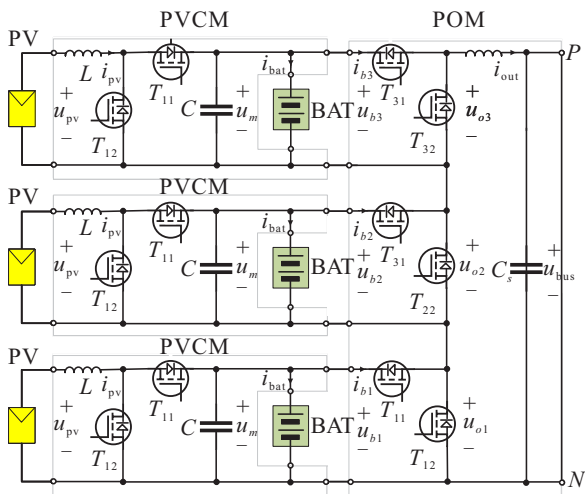 PVCM POM
PV L i_pv T_11 i_bat i_b3 T_31 i_out P
+ u_pv − T_12 C + u_m − BAT + u_b3 − T_32 + u_o3 −
PVCM
PV L i_pv T_11 i_bat i_b2 T_31
+ u_pv − T_12 C + u_m − BAT + u_b2 − T_22 + u_o2 − C_s + u_bus −
PVCM
PV L i_pv T_11 i_bat i_b1 T_11
+ u_pv − T_12 C + u_m − BAT + u_b1 − T_12 + u_o1 − N